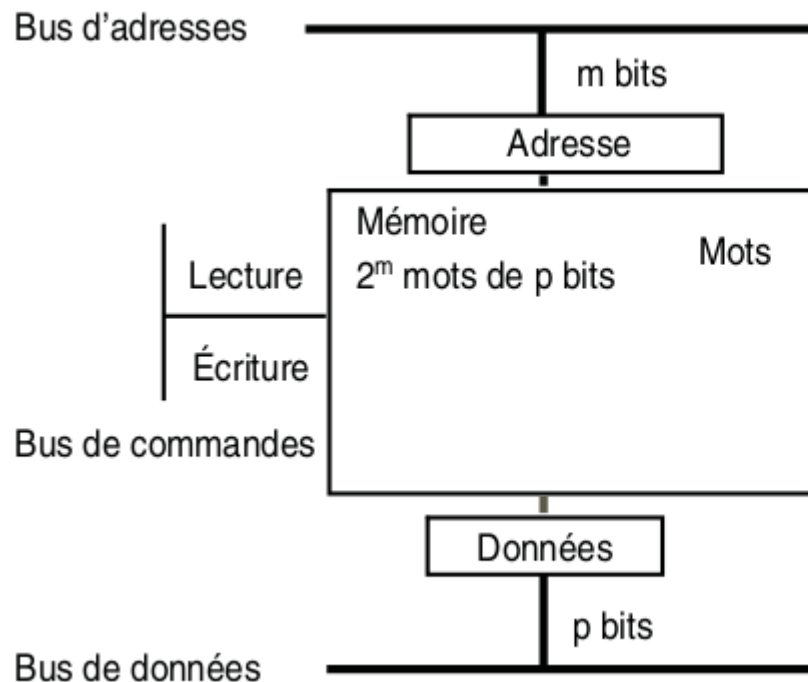 Bus d'adresses
m bits
Adresse
Mémoire
Mots
2^m mots de p bits
Lecture
Écriture
Bus de commandes
Données
p bits
Bus de données